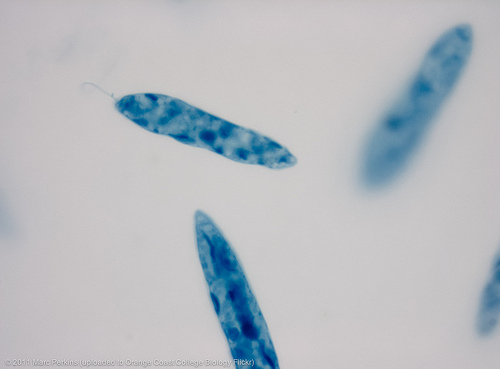 © 2011 Marc Perkins (uploaded to Orange Coast College Biology Flickr)